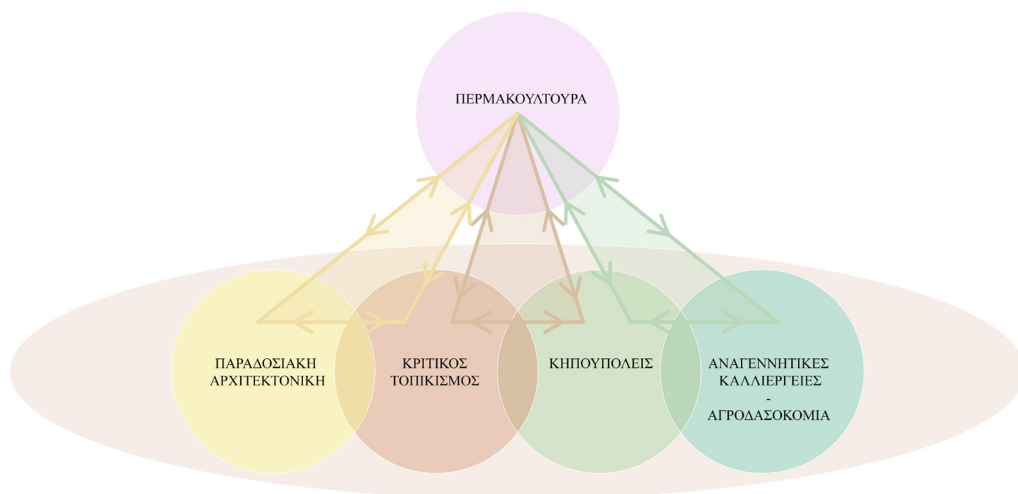 ΠΕΡΜΑΚΟΥΛΤΟΥΡΑ
ΠΑΡΑΔΟΣΙΑΚΗ
ΑΡΧΙΤΕΚΤΟΝΙΚΗ
ΚΡΙΤΙΚΟΣ
ΤΟΠΙΚΙΣΜΟΣ
ΚΗΠΟΥΠΟΛΕΙΣ
ΑΝΑΓΕΝΝΗΤΙΚΕΣ
ΚΑΛΛΙΕΡΓΕΙΕΣ
-
ΑΓΡΟΔΑΣΟΚΟΜΙΑ